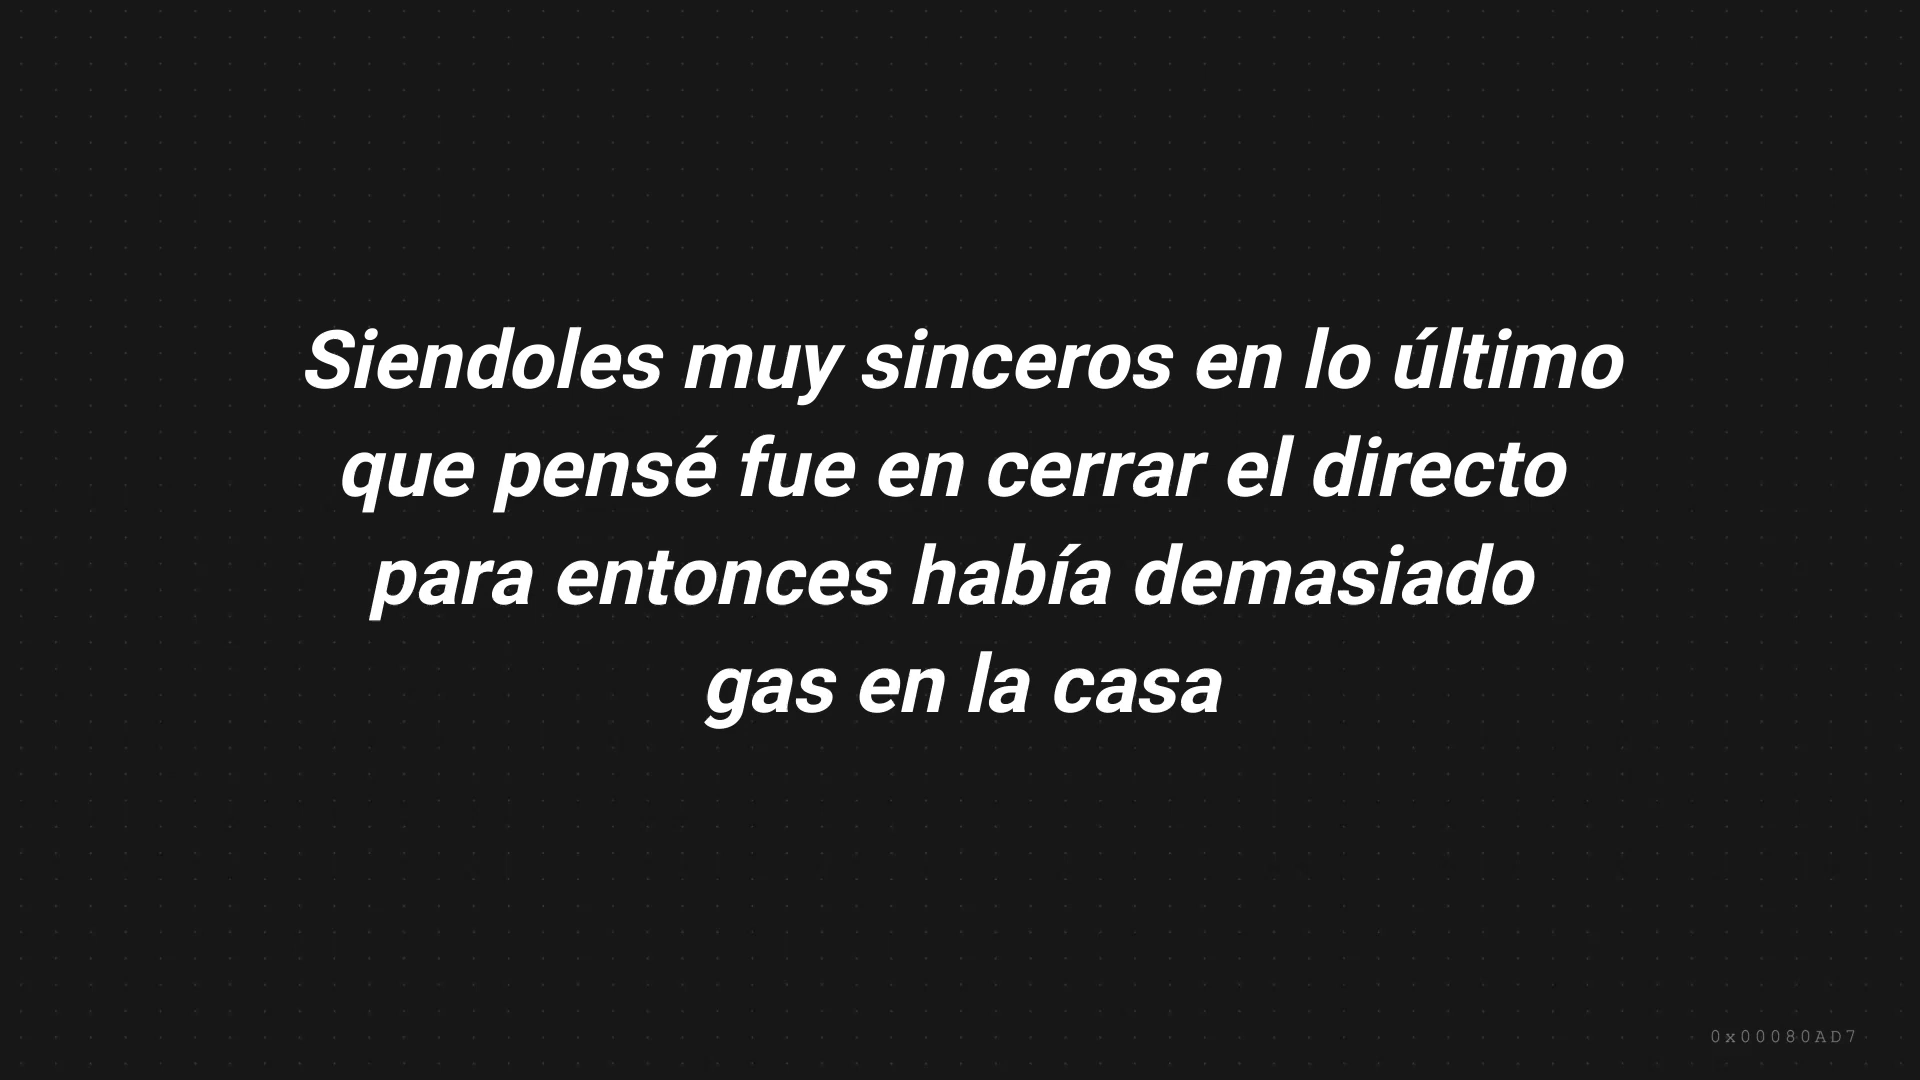 Siendoles muy sinceros en lo último
que pensé fue en cerrar el directo
para entonces había demasiado
gas en la casa
0x00080AD7